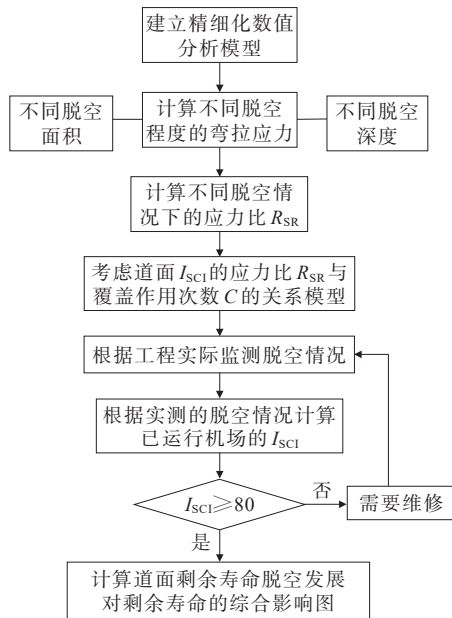 建立精细化数值
分析模型
不同脱空
面积
计算不同脱空
程度的弯拉应力
不同脱空
深度
计算不同脱空情
况下的应力比 R_SR
考虑道面 I_SCI 的应力比 R_SR 与
覆盖作用次数 C 的关系模型
根据工程实际监测脱空情况
根据实测的脱空情况计算
已运行机场的 I_SCI
I_SCI≥80
否
需要维修
是
计算道面剩余寿命脱空发展
对剩余寿命的综合影响图